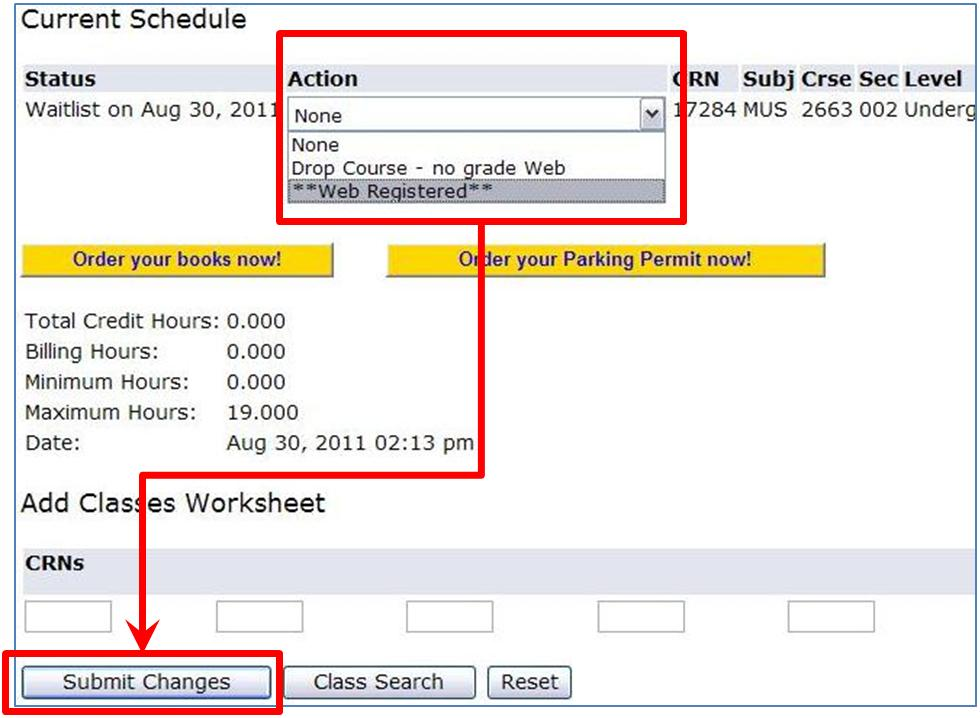 Current Schedule
Status Action CRN Subj Crse Sec Level
Waitlist on Aug 30, 2011 None 17284 MUS 2663 002 Underg
None
Drop Course - no grade Web
**Web Registered**
Order your books now! Order your Parking Permit now!
Total Credit Hours: 0.000
Billing Hours: 0.000
Minimum Hours: 0.000
Maximum Hours: 19.000
Date: Aug 30, 2011 02:13 pm
Add Classes Worksheet
CRNs
Submit Changes Class Search Reset